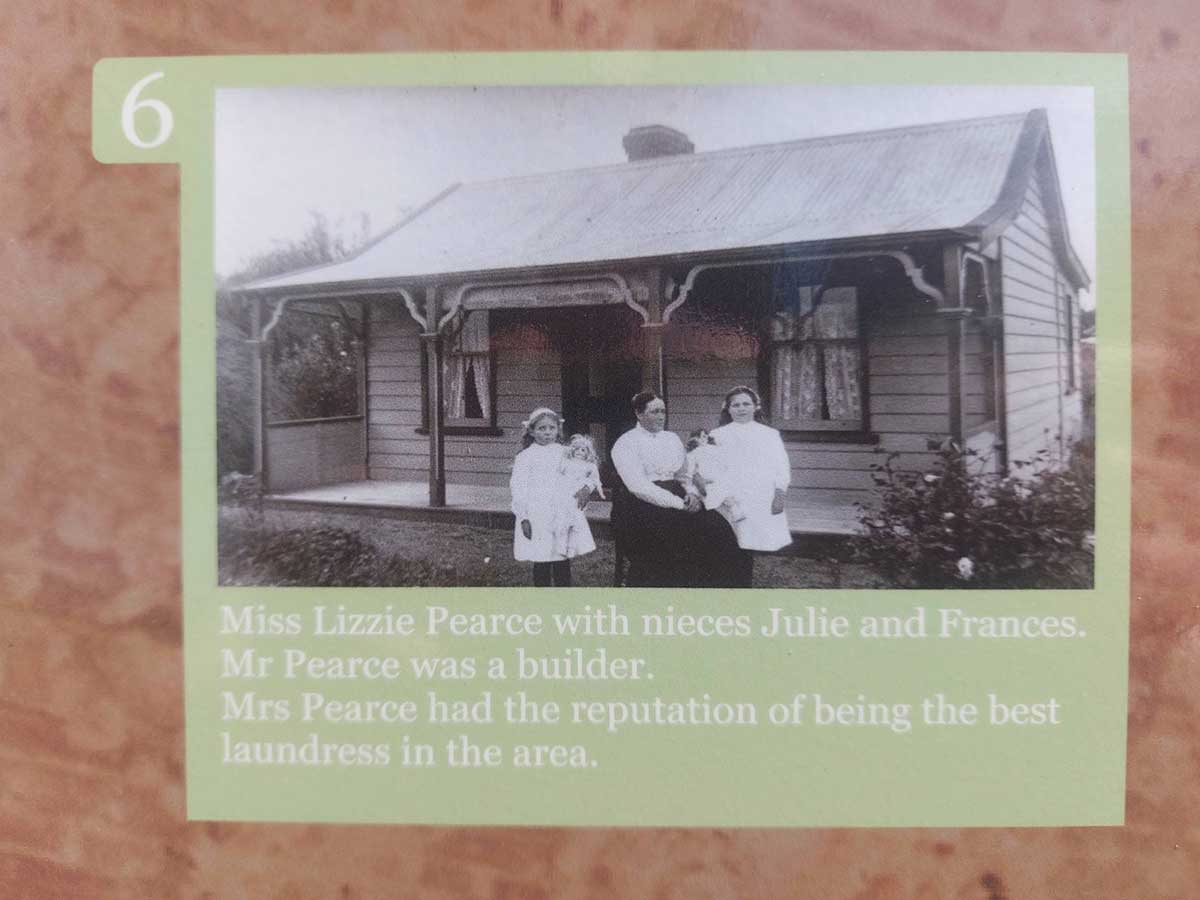 6
Miss Lizzie Pearce with nieces Julie and Frances.
Mr Pearce was a builder.
Mrs Pearce had the reputation of being the best
laundress in the area.